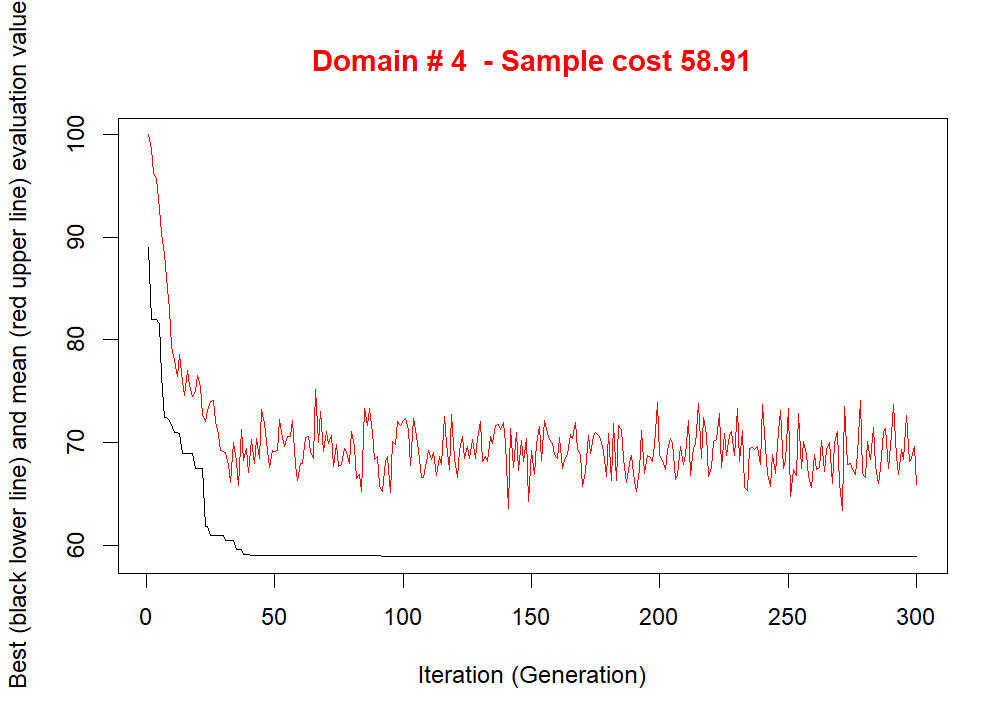 Domain # 4  - Sample cost 58.91
Best (black lower line) and mean (red upper line) evaluation value
100
90
80
70
60
0 50 100 150 200 250 300
Iteration (Generation)